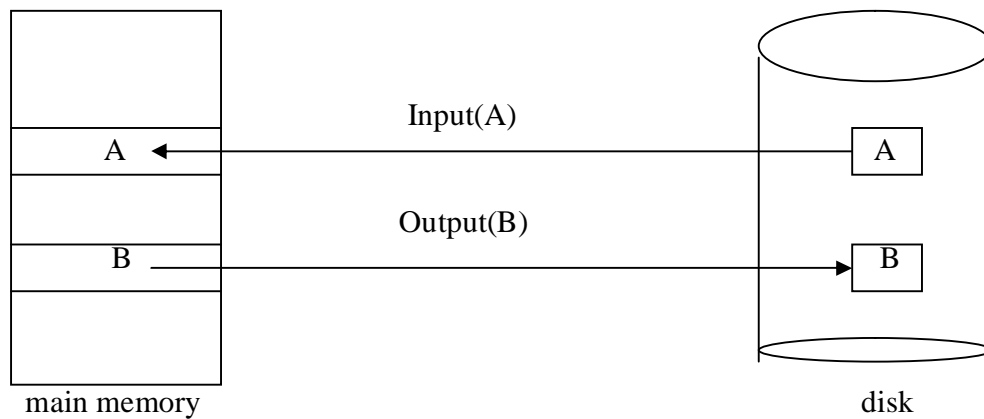 Input(A)
A
A
Output(B)
B
B
main memory
disk